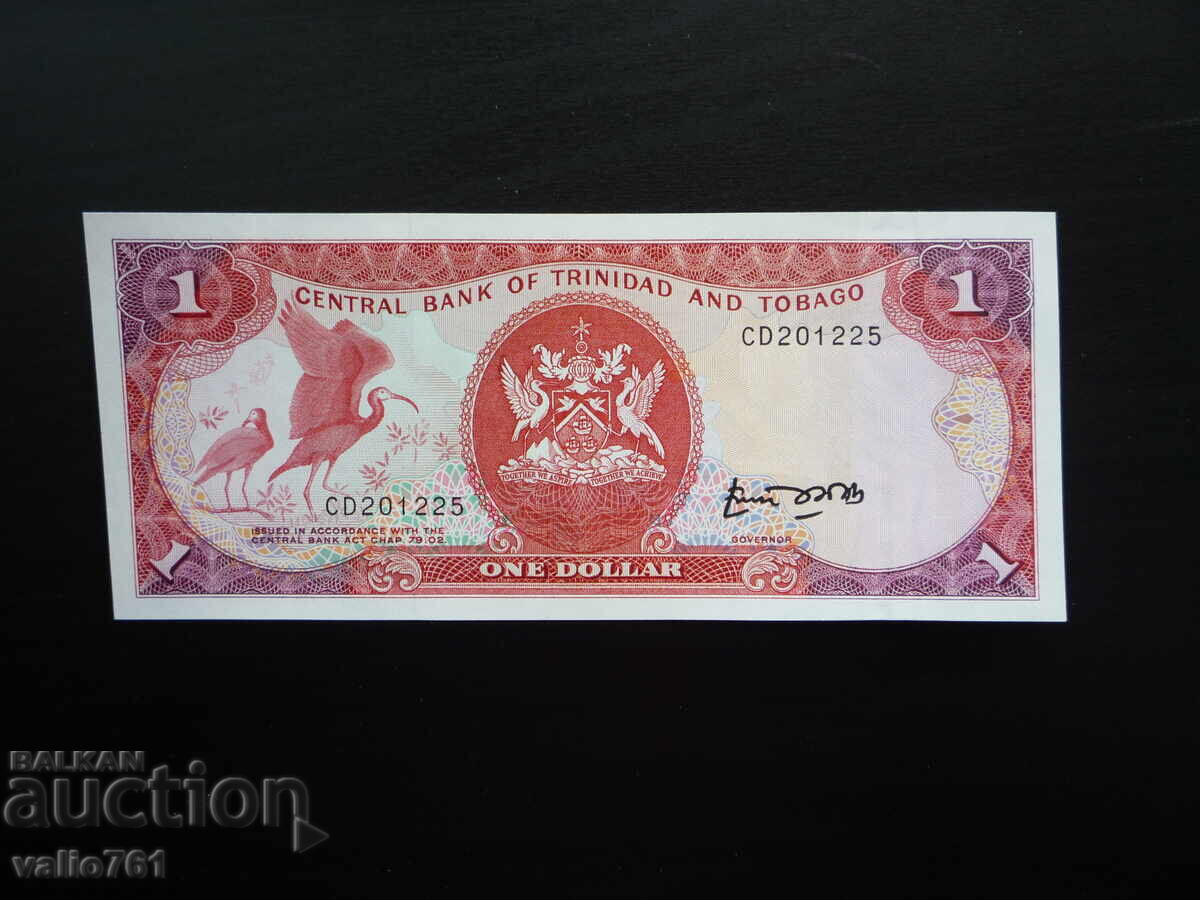 1
1
CENTRAL BANK OF TRINIDAD AND TOBAGO
CD201225
TOGETHER WE ASPIRE TOGETHER WE ACHIEVE
CD201225
ISSUED IN ACCORDANCE WITH THE
CENTRAL BANK ACT CHAP. 79.02.
GOVERNOR
1
ONE DOLLAR
1
BALKAN
auction
valio761